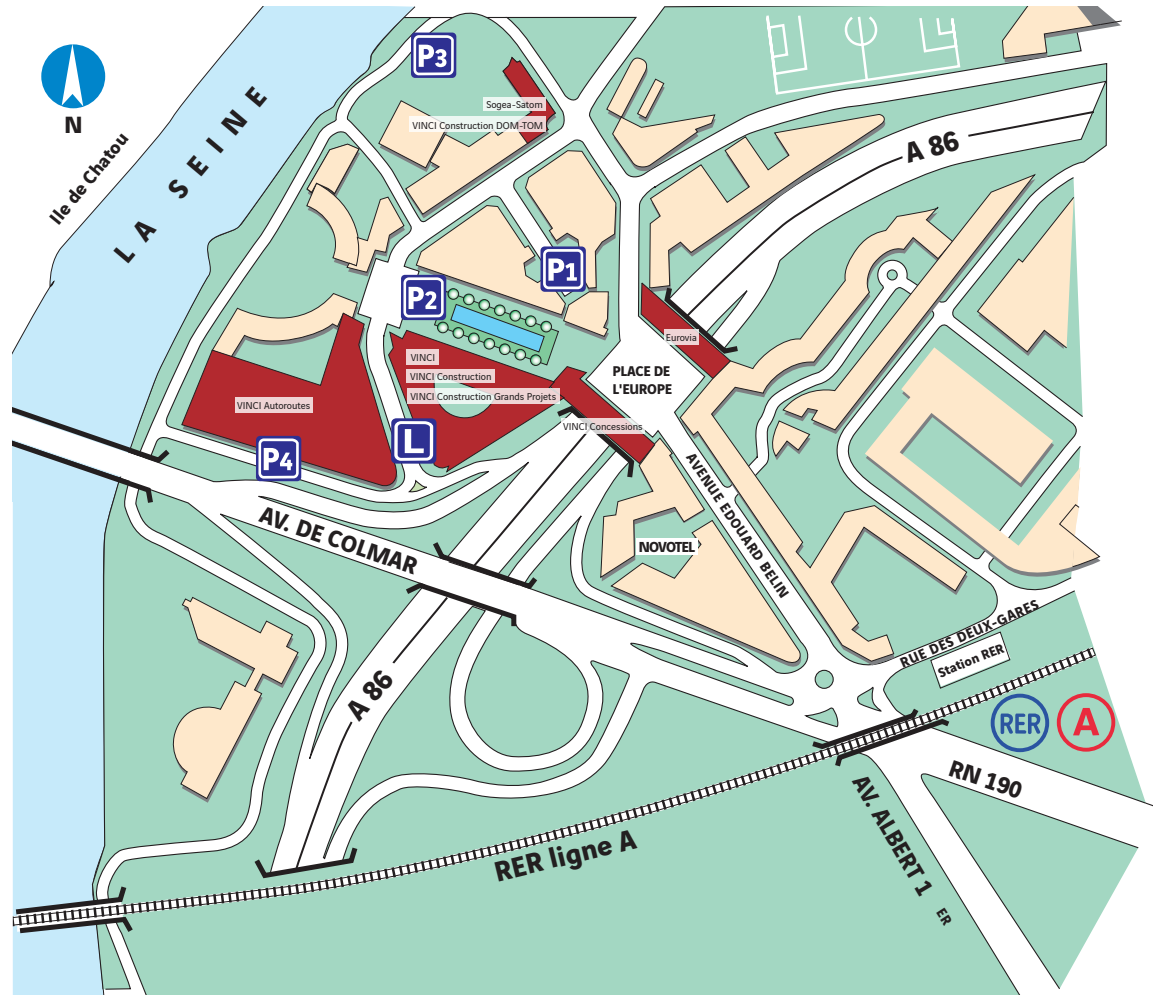 P3
N
Sogea-Satom
VINCI Construction DOM-TOM
Ile de Chatou
LA SEINE
A 86
P1
P2
Eurovia
VINCI
VINCI Construction
VINCI Construction Grands Projets
PLACE DE
L'EUROPE
VINCI Autoroutes
VINCI Concessions
L
P4
AV. DE COLMAR
AVENUE EDOUARD BELIN
NOVOTEL
RUE DES DEUX-GARES
Station RER
A 86
RER
A
RN 190
AV. ALBERT 1 ER
RER ligne A